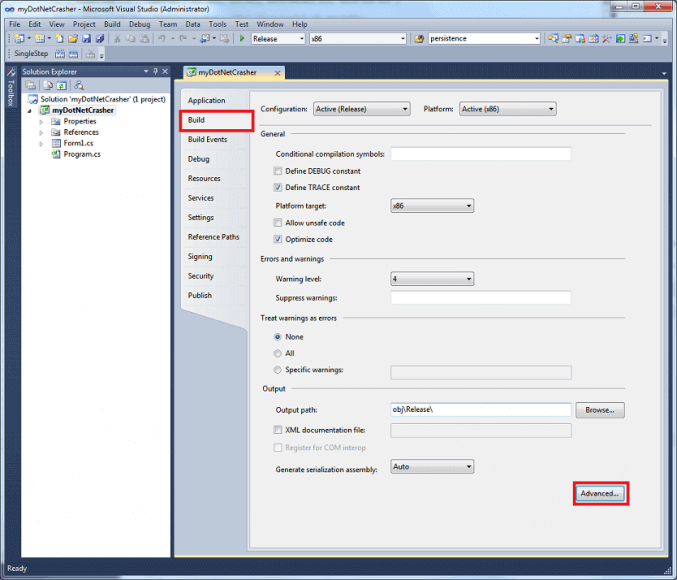 myDotNetCrasher - Microsoft Visual Studio (Administrator)
File Edit View Project Build Debug Team Data Tools Test Window Help
Release x86 persistence
SingleStep
Toolbox
Solution Explorer
Solution 'myDotNetCrasher' (1 project)
myDotNetCrasher
Properties
References
Form1.cs
Program.cs
myDotNetCrasher
Application
Build
Build Events
Debug
Resources
Services
Settings
Reference Paths
Signing
Security
Publish
Configuration: Active (Release) Platform: Active (x86)
General
Conditional compilation symbols:
Define DEBUG constant
Define TRACE constant
Platform target: x86
Allow unsafe code
Optimize code
Errors and warnings
Warning level: 4
Suppress warnings:
Treat warnings as errors
None
All
Specific warnings:
Output
Output path: obj\Release\ Browse...
XML documentation file:
Register for COM interop
Generate serialization assembly: Auto
Advanced...
Ready